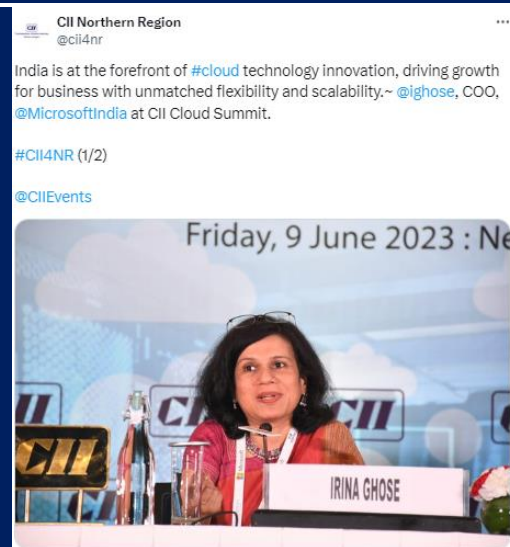 CII Northern Region
@cii4nr
India is at the forefront of #cloud technology innovation, driving growth
for business with unmatched flexibility and scalability.~ @ighose, COO,
@MicrosoftIndia at CII Cloud Summit.
#CII4NR (1/2)
@CIIEvents
Friday, 9 June 2023 : Ne
CII
CII
CII
Microsoft
IRINA GHOSE